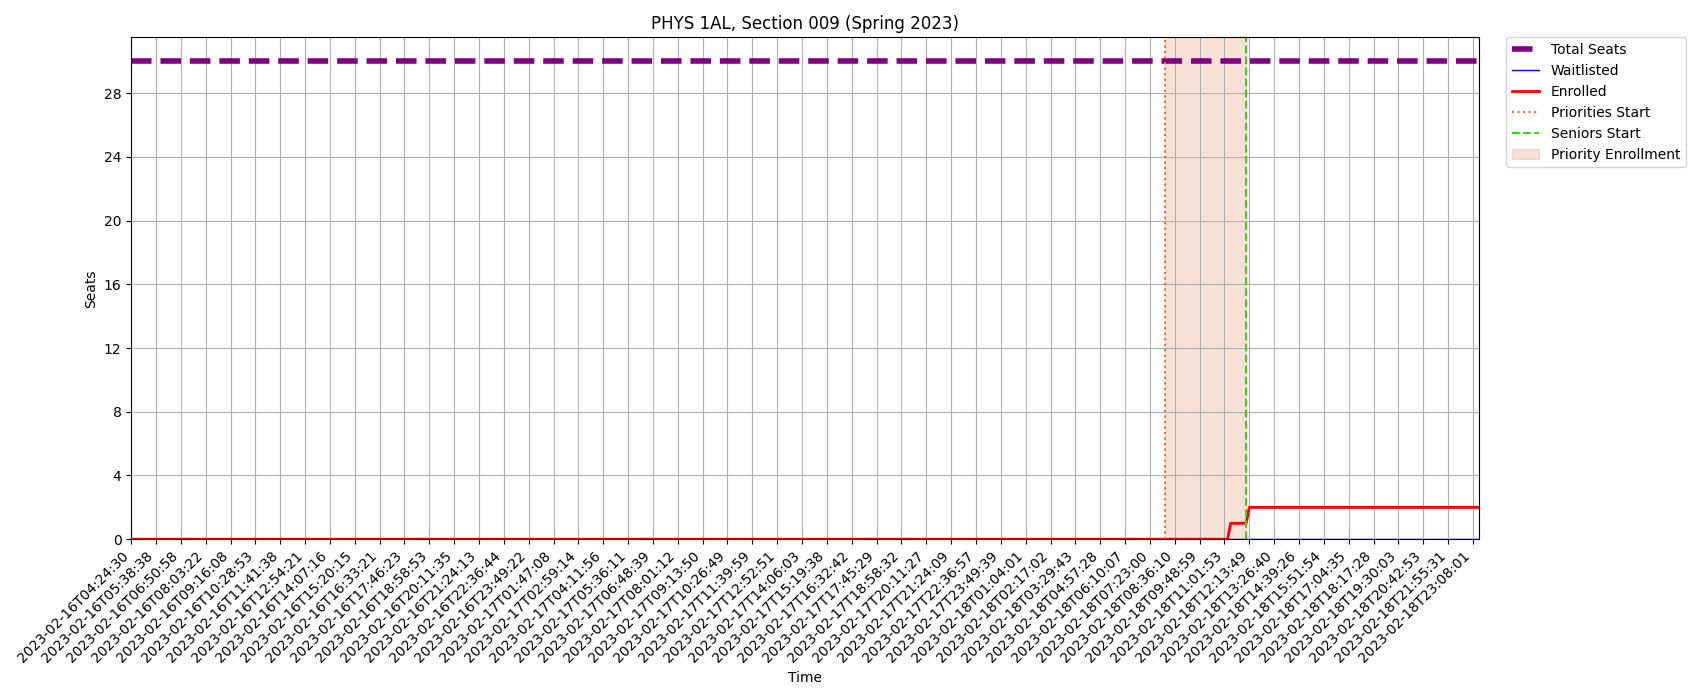 PHYS 1AL, Section 009 (Spring 2023)
Total Seats
Waitlisted
Enrolled
Priorities Start
Seniors Start
Priority Enrollment
Seats
28
24
20
16
12
8
4
0
2023-02-16T04:24:30
2023-02-16T05:38:38
2023-02-16T06:50:58
2023-02-16T08:03:22
2023-02-16T09:16:08
2023-02-16T10:28:53
2023-02-16T11:41:38
2023-02-16T12:54:21
2023-02-16T14:07:16
2023-02-16T15:20:15
2023-02-16T16:33:21
2023-02-16T17:46:23
2023-02-16T18:58:53
2023-02-16T20:11:35
2023-02-16T21:24:13
2023-02-16T22:36:44
2023-02-16T23:49:22
2023-02-17T01:47:08
2023-02-17T02:59:14
2023-02-17T04:11:56
2023-02-17T05:36:11
2023-02-17T06:48:39
2023-02-17T08:01:12
2023-02-17T09:13:50
2023-02-17T10:26:49
2023-02-17T11:39:59
2023-02-17T12:52:51
2023-02-17T14:06:03
2023-02-17T15:19:38
2023-02-17T16:32:42
2023-02-17T17:45:29
2023-02-17T18:58:32
2023-02-17T20:11:27
2023-02-17T21:24:09
2023-02-17T22:36:57
2023-02-17T23:49:39
2023-02-18T01:04:01
2023-02-18T02:17:02
2023-02-18T03:29:43
2023-02-18T04:57:28
2023-02-18T06:10:07
2023-02-18T07:23:00
2023-02-18T08:36:10
2023-02-18T09:48:59
2023-02-18T11:01:53
2023-02-18T12:13:49
2023-02-18T13:26:40
2023-02-18T14:39:26
2023-02-18T15:51:54
2023-02-18T17:04:35
2023-02-18T18:17:28
2023-02-18T19:30:03
2023-02-18T20:42:53
2023-02-18T21:55:31
2023-02-18T23:08:01
Time